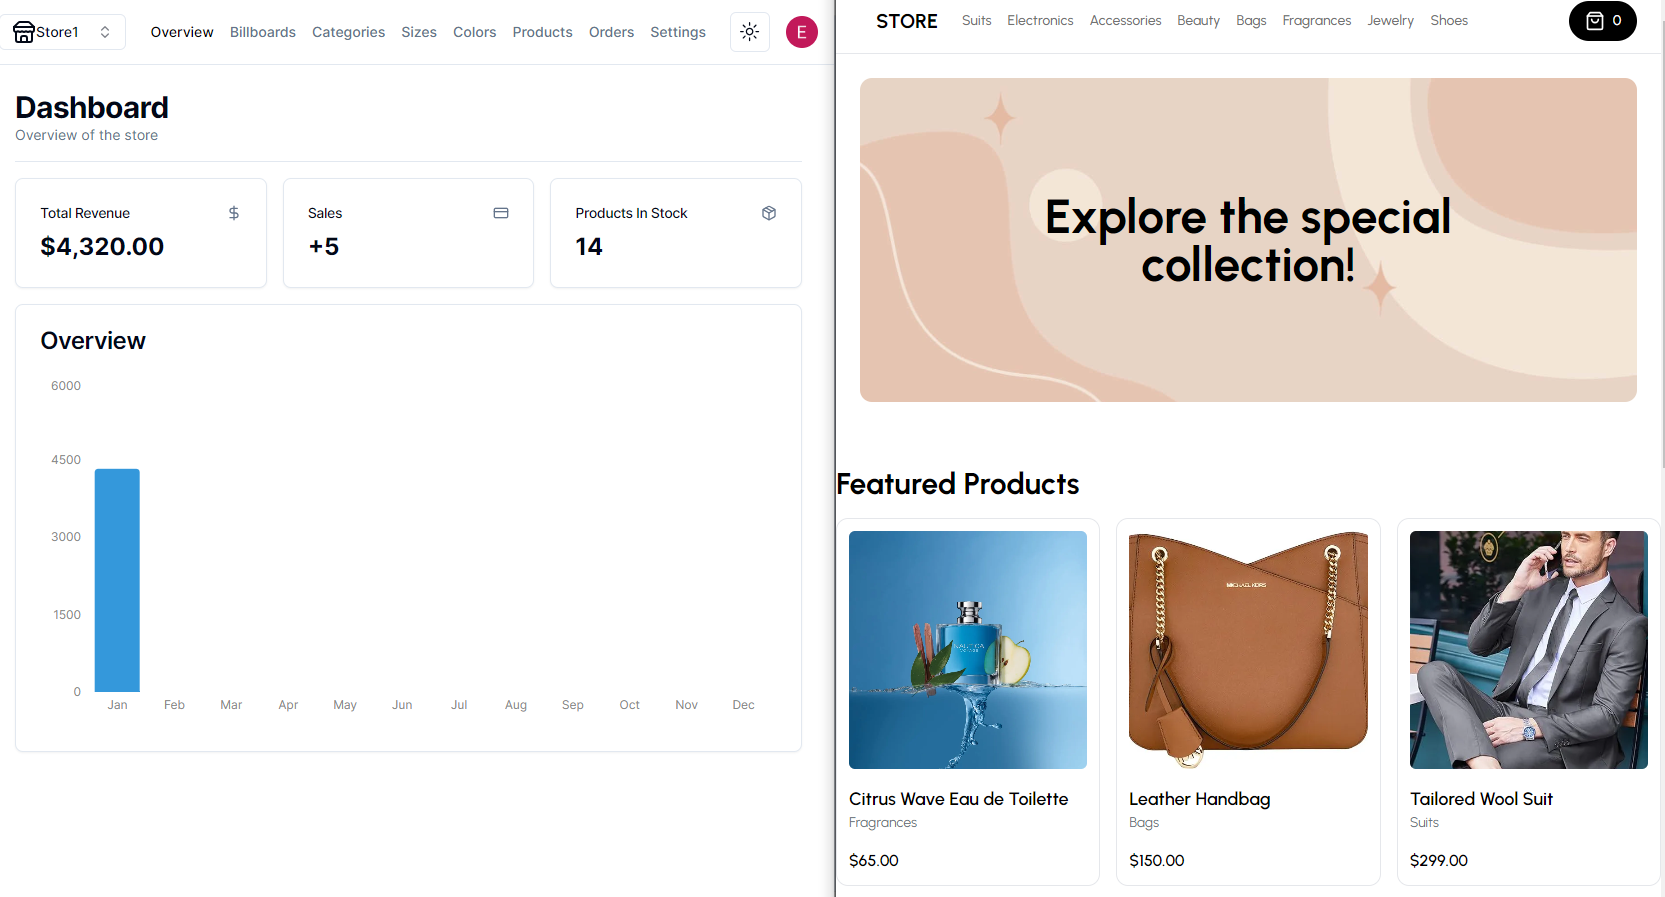 Store1
Overview Billboards Categories Sizes Colors Products Orders Settings
E
Dashboard
Overview of the store
Total Revenue
$4,320.00
Sales
+5
Products In Stock
14
Overview
6000
4500
3000
1500
0
Jan Feb Mar Apr May Jun Jul Aug Sep Oct Nov Dec
STORE Suits Electronics Accessories Beauty Bags Fragrances Jewelry Shoes
0
Explore the special
collection!
Featured Products
NAUTICA
VOYAGE
Citrus Wave Eau de Toilette
Fragrances
$65.00
MICHAEL KORS
Leather Handbag
Bags
$150.00
Tailored Wool Suit
Suits
$299.00